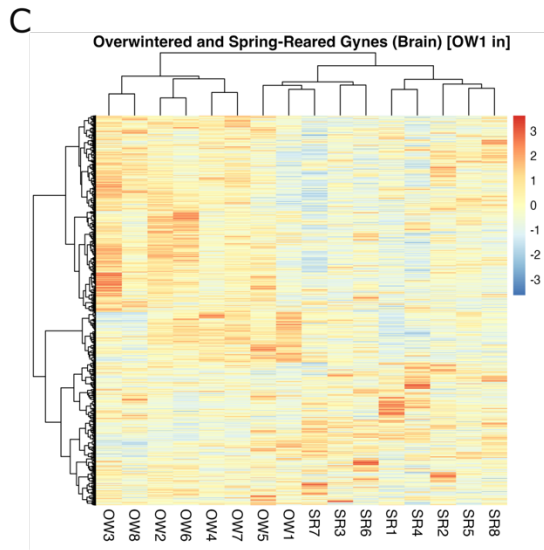 C
Overwintered and Spring-Reared Gynes (Brain) [OW1 in]
3
2
1
0
-1
-2
-3
OW3 OW8 OW2 OW6 OW4 OW7 OW5 OW1 SR7 SR3 SR6 SR1 SR4 SR2 SR5 SR8